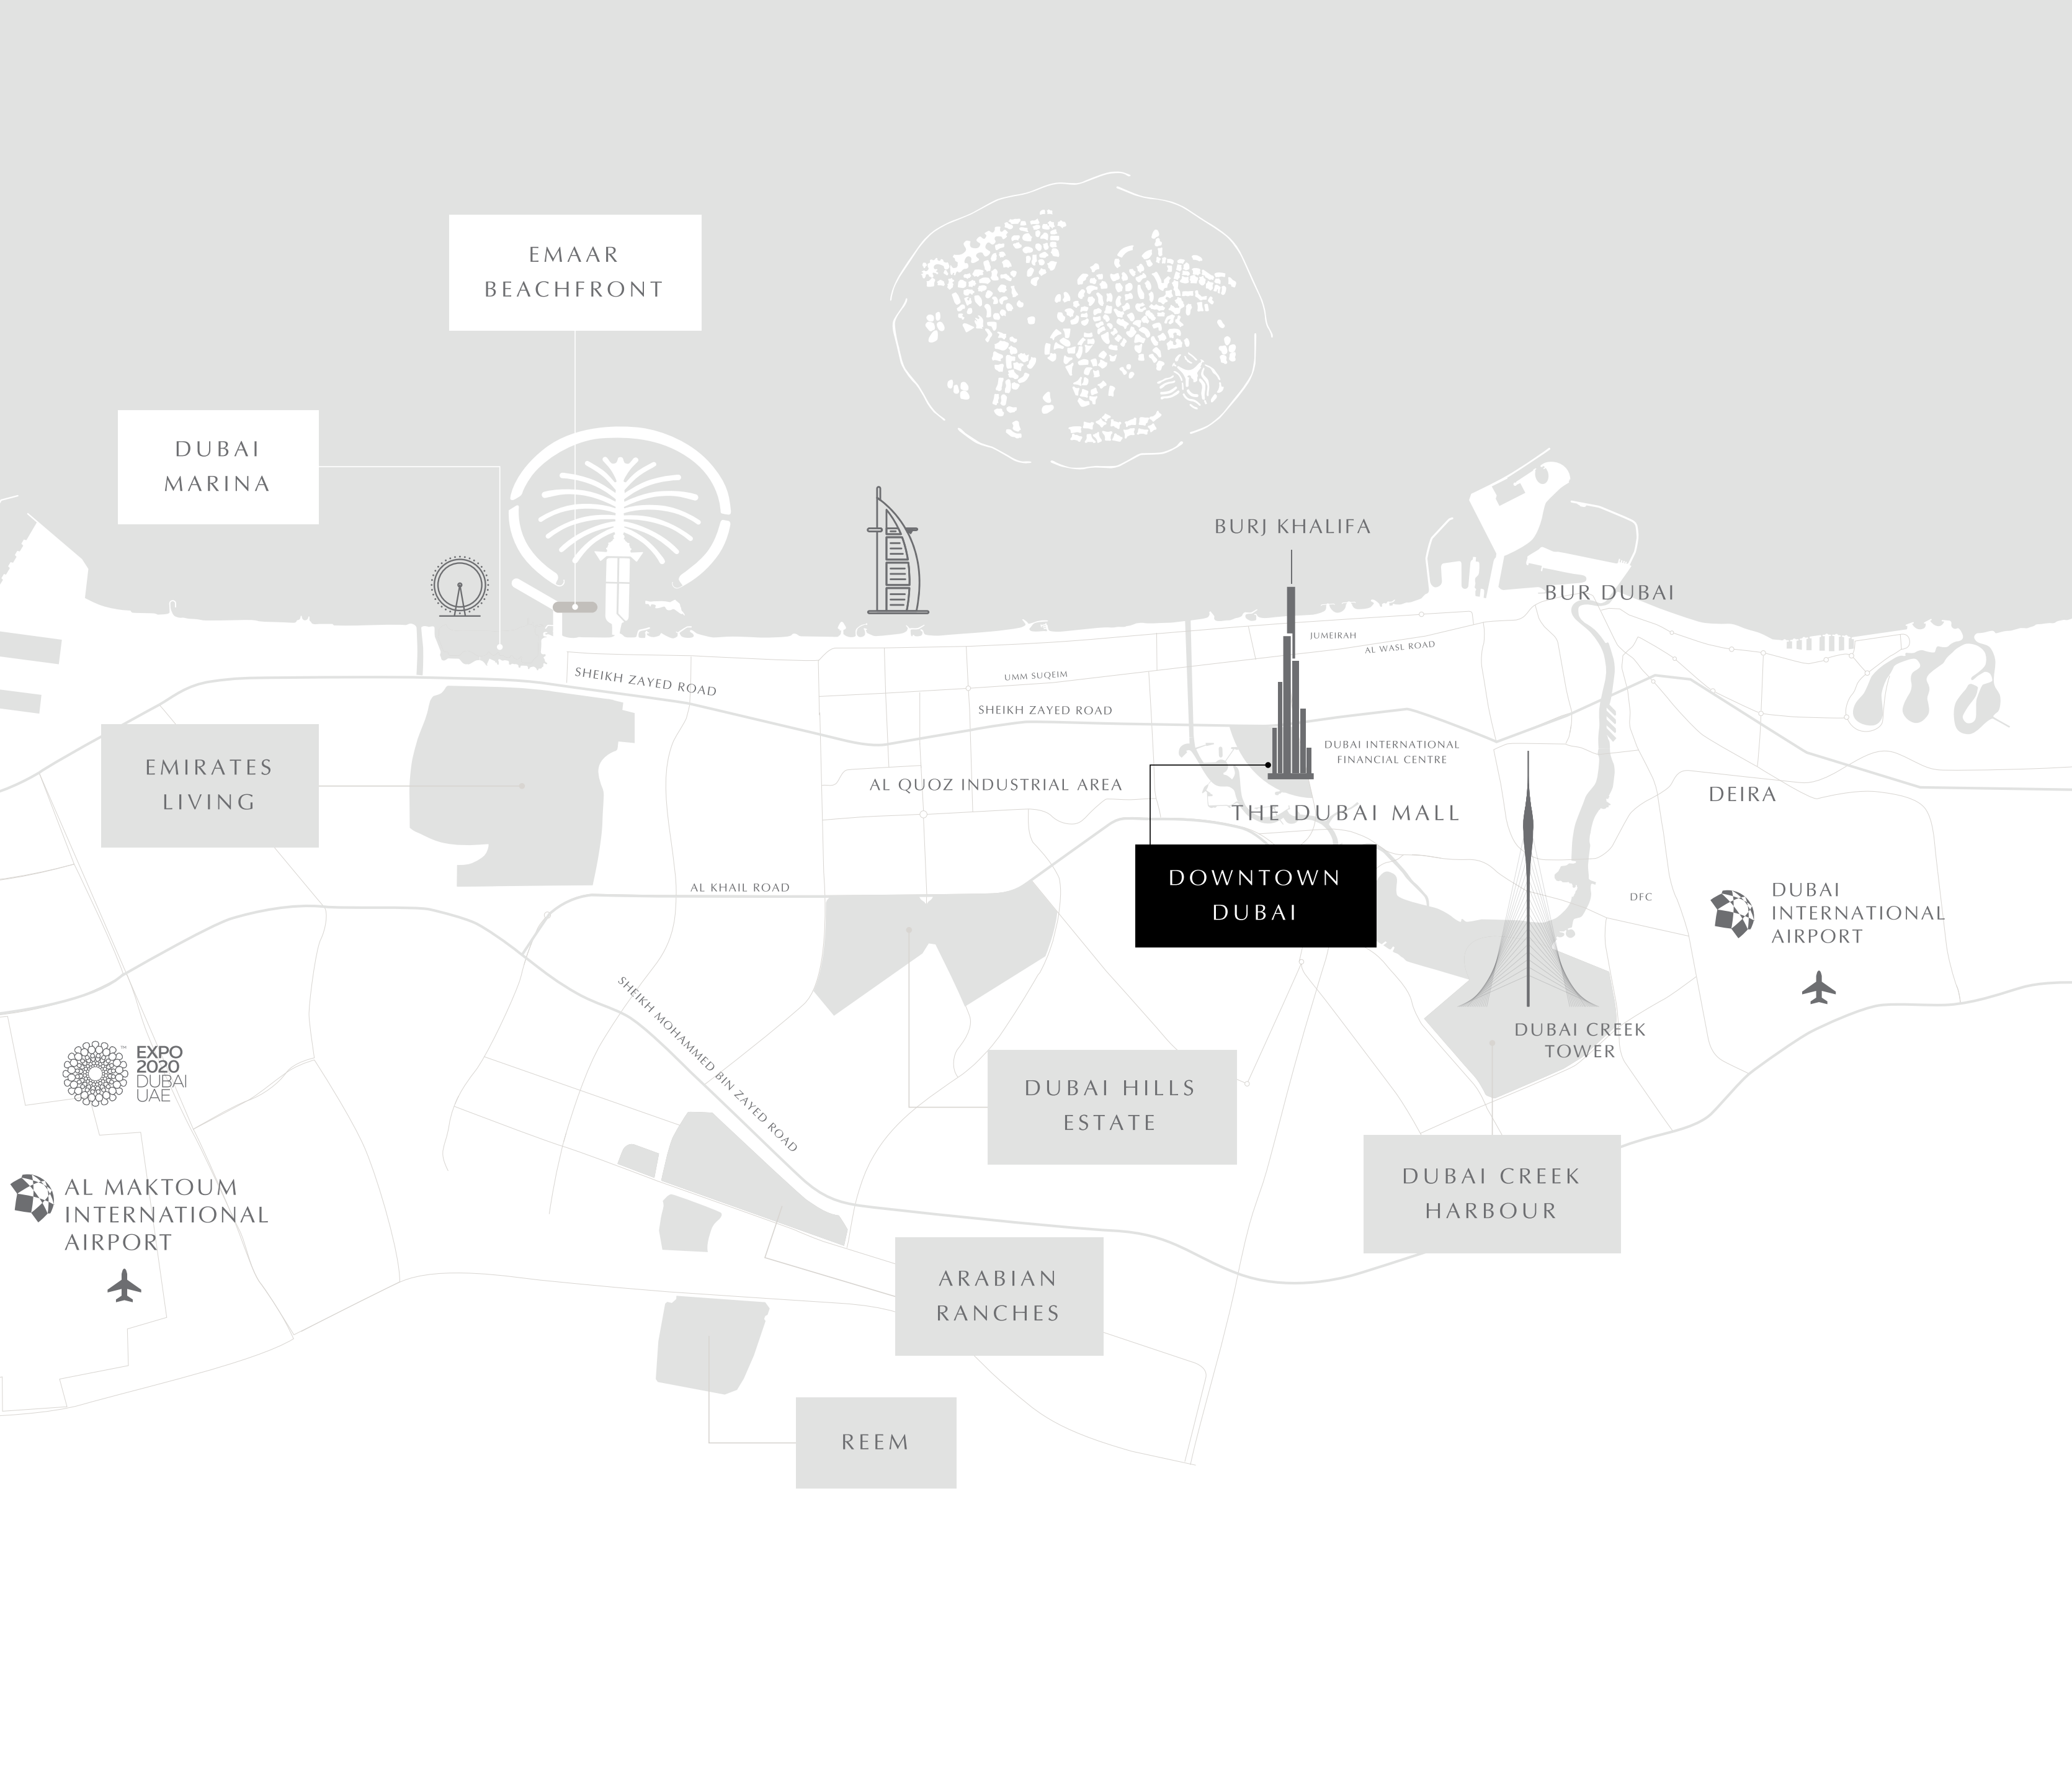 EMAAR
BEACHFRONT
DUBAI
MARINA
BURJ KHALIFA
BUR DUBAI
JUMEIRAH
AL WASL ROAD
UMM SUQEIM
SHEIKH ZAYED ROAD
SHEIKH ZAYED ROAD
DUBAI INTERNATIONAL
FINANCIAL CENTRE
EMIRATES
LIVING
AL QUOZ INDUSTRIAL AREA
DEIRA
THE DUBAI MALL
DOWNTOWN
DUBAI
AL KHAIL ROAD
DFC
DUBAI
INTERNATIONAL
AIRPORT
SHEIKH MOHAMMED BIN ZAYED ROAD
DUBAI CREEK
TOWER
EXPO
2020
DUBAI
UAE
TM
DUBAI HILLS
ESTATE
DUBAI CREEK
HARBOUR
AL MAKTOUM
INTERNATIONAL
AIRPORT
ARABIAN
RANCHES
REEM